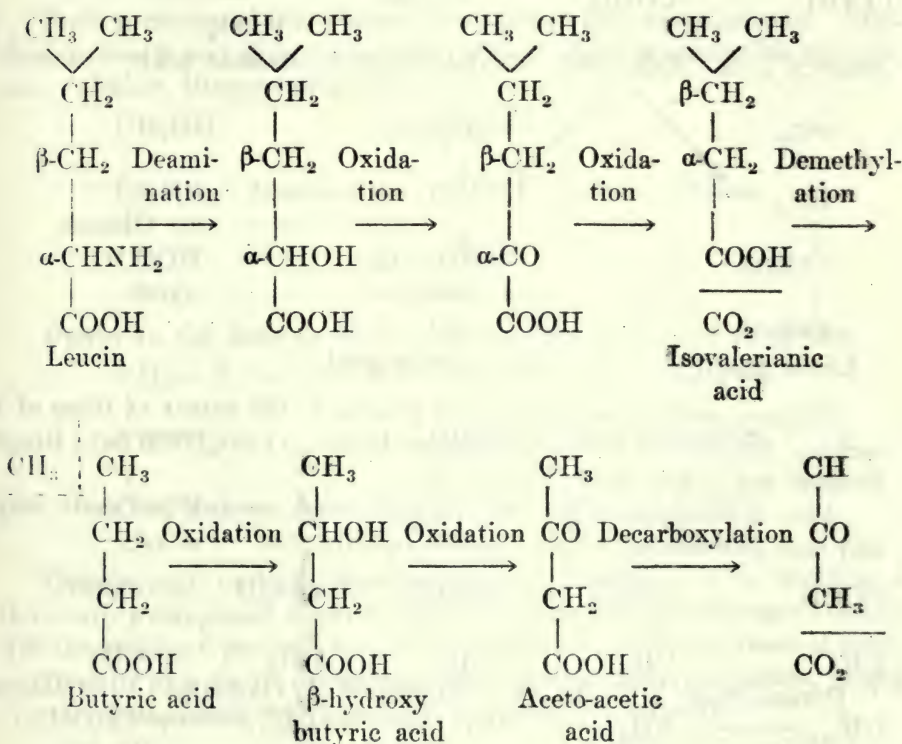 CH₃ CH₃ CH₃ CH₃ CH₃ CH₃ CH₃ CH₃
CH₂ CH₂ CH₂ β-CH₂
β-CH₂ Deami- β-CH₂ Oxida- β-CH₂ Oxida- α-CH₂ Demethyl-
nation tion tion ation
α-CHNH₂ α-CHOH α-CO COOH
COOH COOH COOH CO₂
Leucin Isovalerianic
acid
CH₃ CH₃ CH₃ CH
CH₂ Oxidation CHOH Oxidation CO Decarboxylation CO
CH₂ CH₂ CH₂ CH₃
COOH COOH COOH CO₂
Butyric acid β-hydroxy Aceto-acetic
butyric acid acid